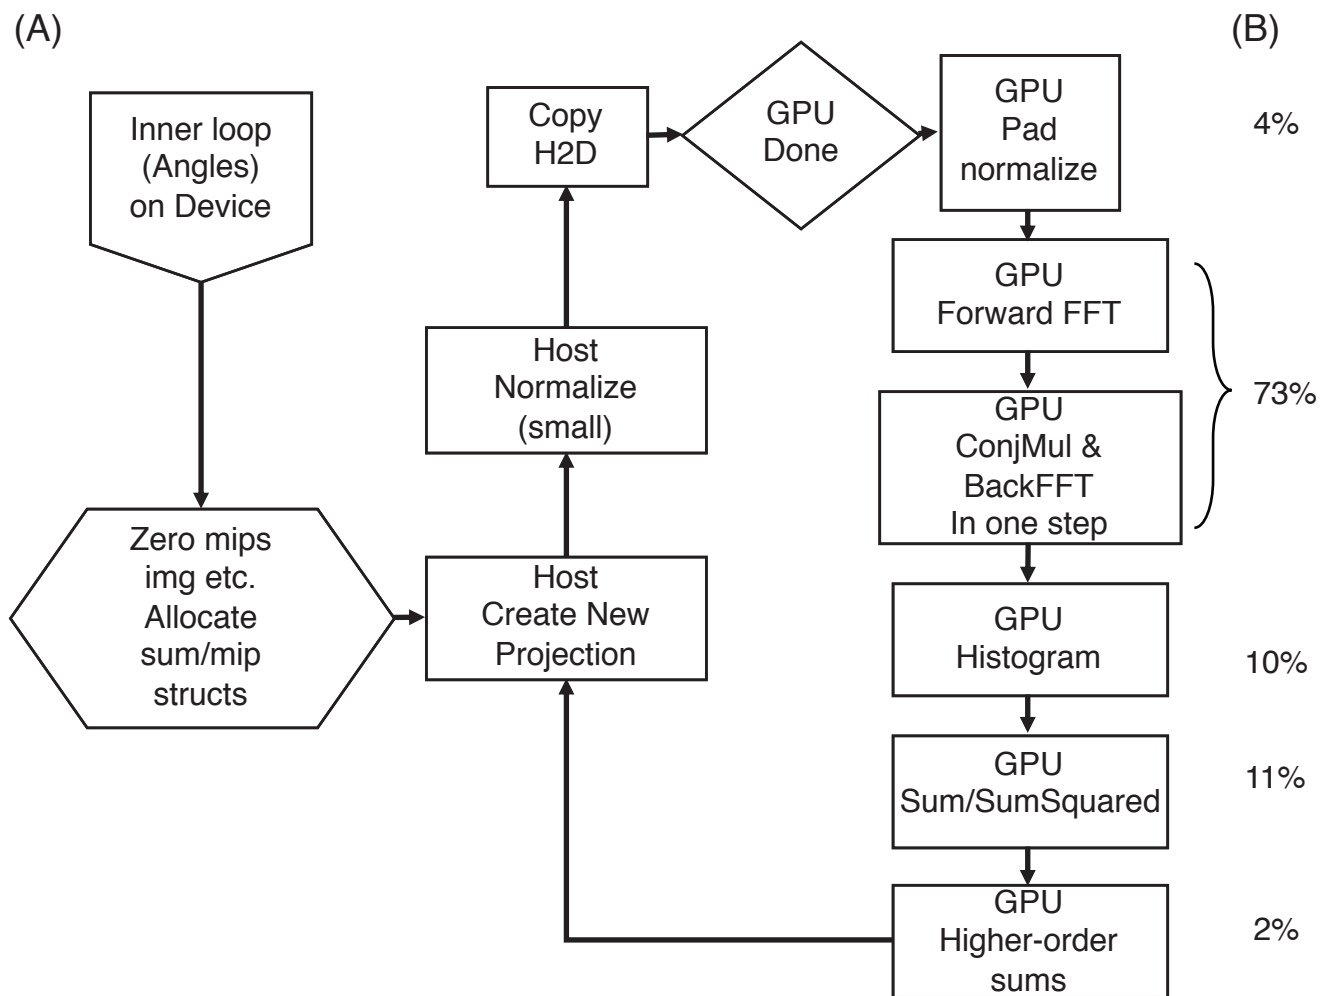 (A)
(B)
Inner loop
(Angles)
on Device
Zero mips
img etc.
Allocate
sum/mip
structs
Host
Create New
Projection
Host
Normalize
(small)
Copy
H2D
GPU
Done
GPU
Pad
normalize
4%
GPU
Forward FFT
GPU
ConjMul &
BackFFT
In one step
73%
GPU
Histogram
10%
GPU
Sum/SumSquared
11%
GPU
Higher-order
sums
2%